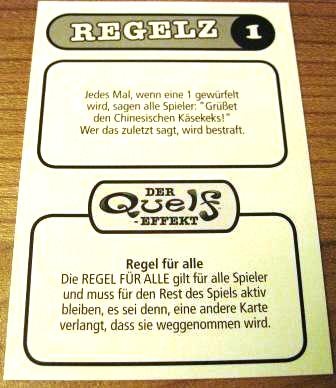 REGELZ 1
Jedes Mal, wenn eine 1 gewürfelt
wird, sagen alle Spieler: "Grüßet
den Chinesischen Käsekeks!"
Wer das zuletzt sagt, wird bestraft.
DER
Quelf
-EFFEKT
Regel für alle
Die REGEL FÜR ALLE gilt für alle Spieler
und muss für den Rest des Spiels aktiv
bleiben, es sei denn, eine andere Karte
verlangt, dass sie weggenommen wird.